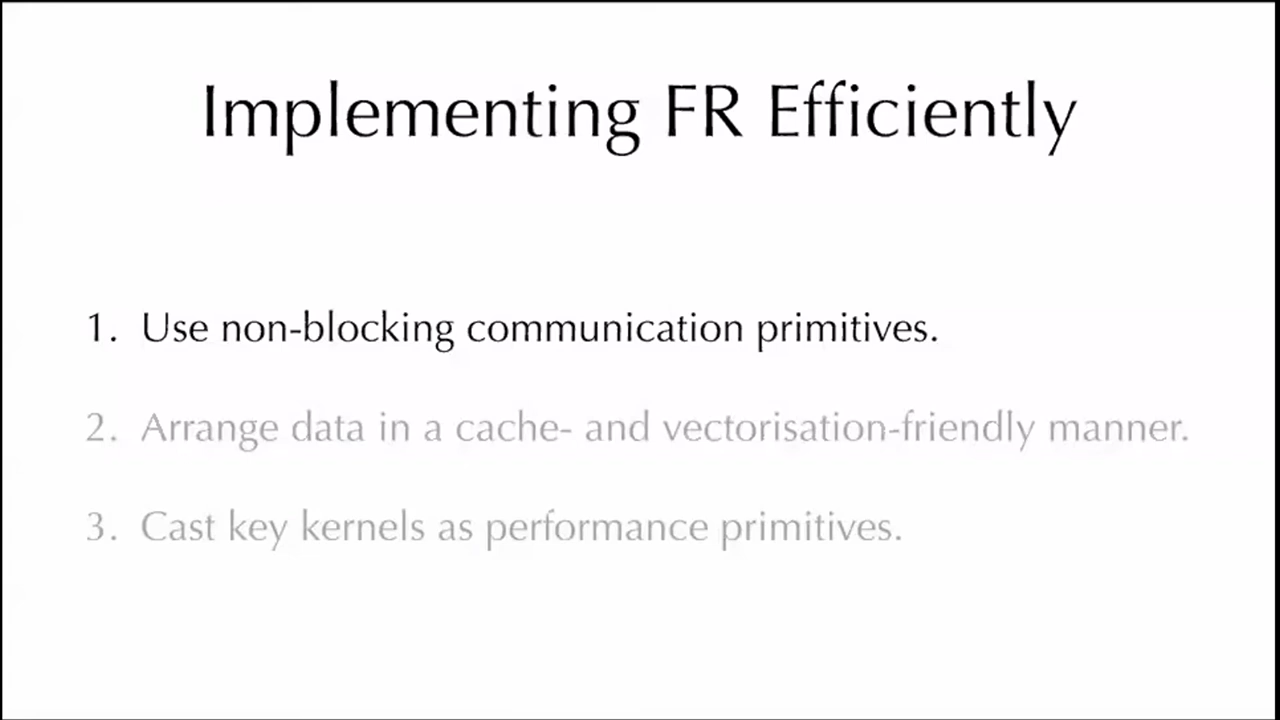 Implementing FR Efficiently
1. Use non-blocking communication primitives.
2. Arrange data in a cache- and vectorisation-friendly manner.
3. Cast key kernels as performance primitives.